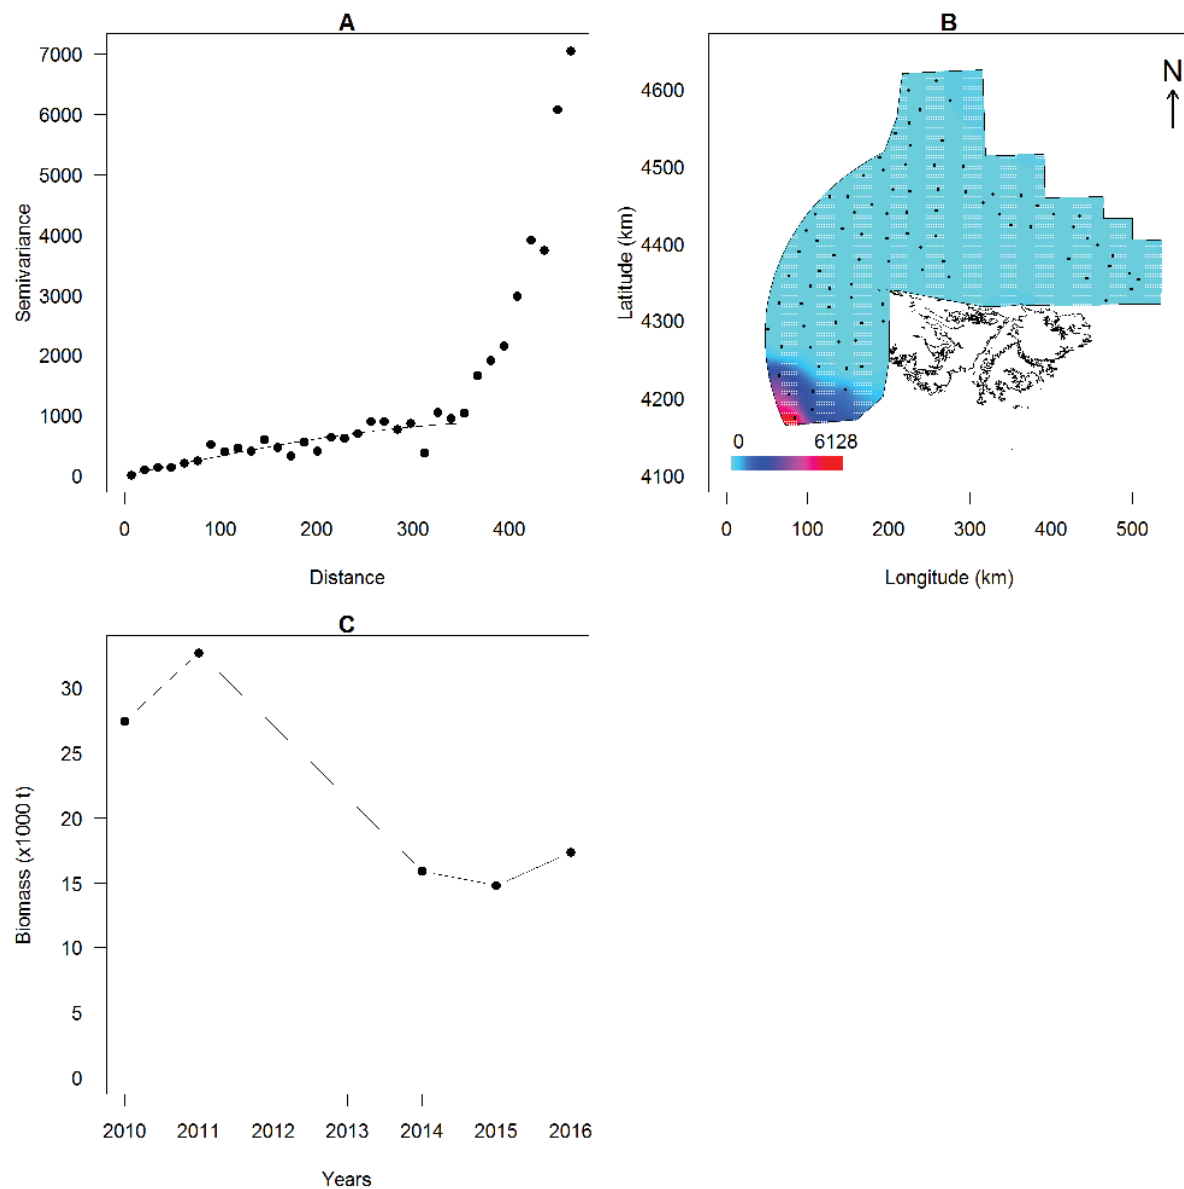 A
7000
6000
5000
4000
3000
2000
1000
0
Semivariance
0 100 200 300 400
Distance
B
N
4600
4500
4400
4300
4200
4100
Latitude (km)
0 6128
0 100 200 300 400 500
Longitude (km)
C
30
25
20
15
10
5
0
Biomass (x1000 t)
2010 2011 2012 2013 2014 2015 2016
Years